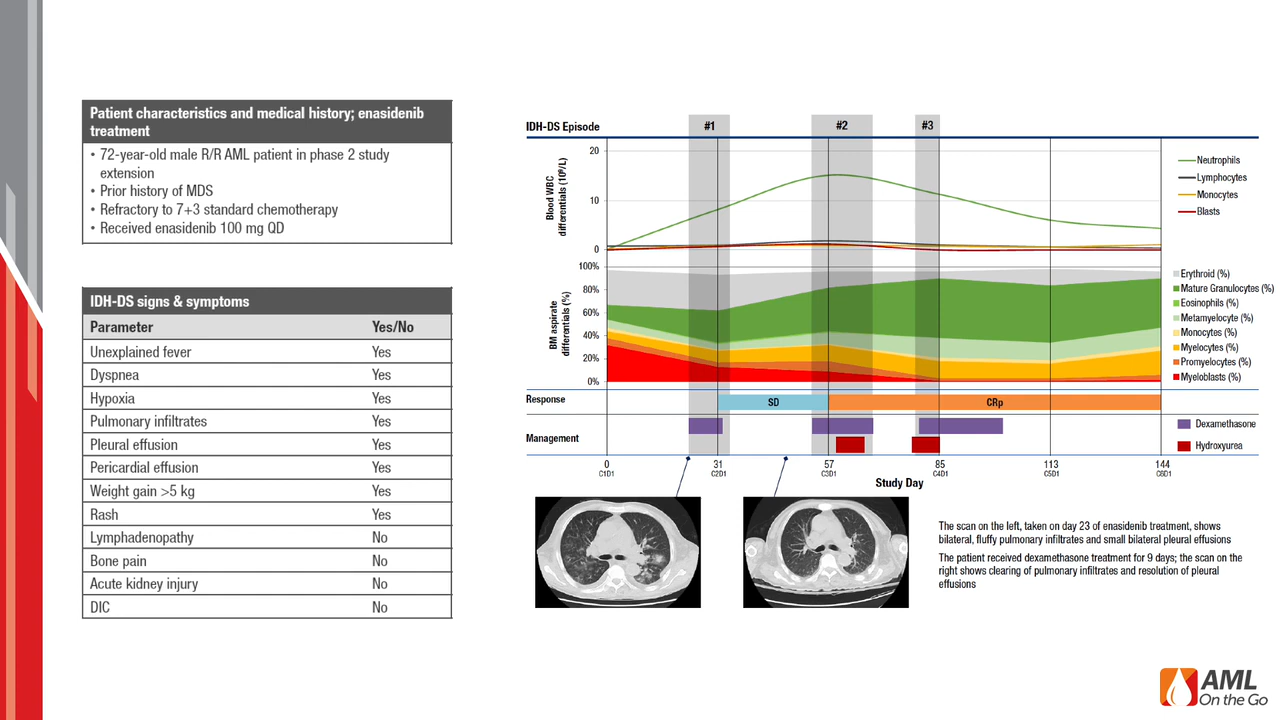 Patient characteristics and medical history; enasidenib
treatment
• 72-year-old male R/R AML patient in phase 2 study
extension
• Prior history of MDS
• Refractory to 7+3 standard chemotherapy
• Received enasidenib 100 mg QD
IDH-DS signs & symptoms
Parameter Yes/No
Unexplained fever Yes
Dyspnea Yes
Hypoxia Yes
Pulmonary infiltrates Yes
Pleural effusion Yes
Pericardial effusion Yes
Weight gain >5 kg Yes
Rash Yes
Lymphadenopathy No
Bone pain No
Acute kidney injury No
DIC No
IDH-DS Episode #1 #2 #3
Blood WBC
differentials (10⁹/L)
20
10
0
Neutrophils
Lymphocytes
Monocytes
Blasts
BM aspirate
differentials (%)
100%
80%
60%
40%
20%
0%
Erythroid (%)
Mature Granulocytes (%)
Eosinophils (%)
Metamyelocyte (%)
Monocytes (%)
Myelocytes (%)
Promyelocytes (%)
Myeloblasts (%)
Response SD CRp
Management
Dexamethasone
Hydroxyurea
0 31 57 85 113 144
C1D1 C2D1 C3D1 C4D1 C5D1 C6D1
Study Day
The scan on the left, taken on day 23 of enasidenib treatment, shows
bilateral, fluffy pulmonary infiltrates and small bilateral pleural effusions
The patient received dexamethasone treatment for 9 days; the scan on the
right shows clearing of pulmonary infiltrates and resolution of pleural
effusions
AML
On the Go